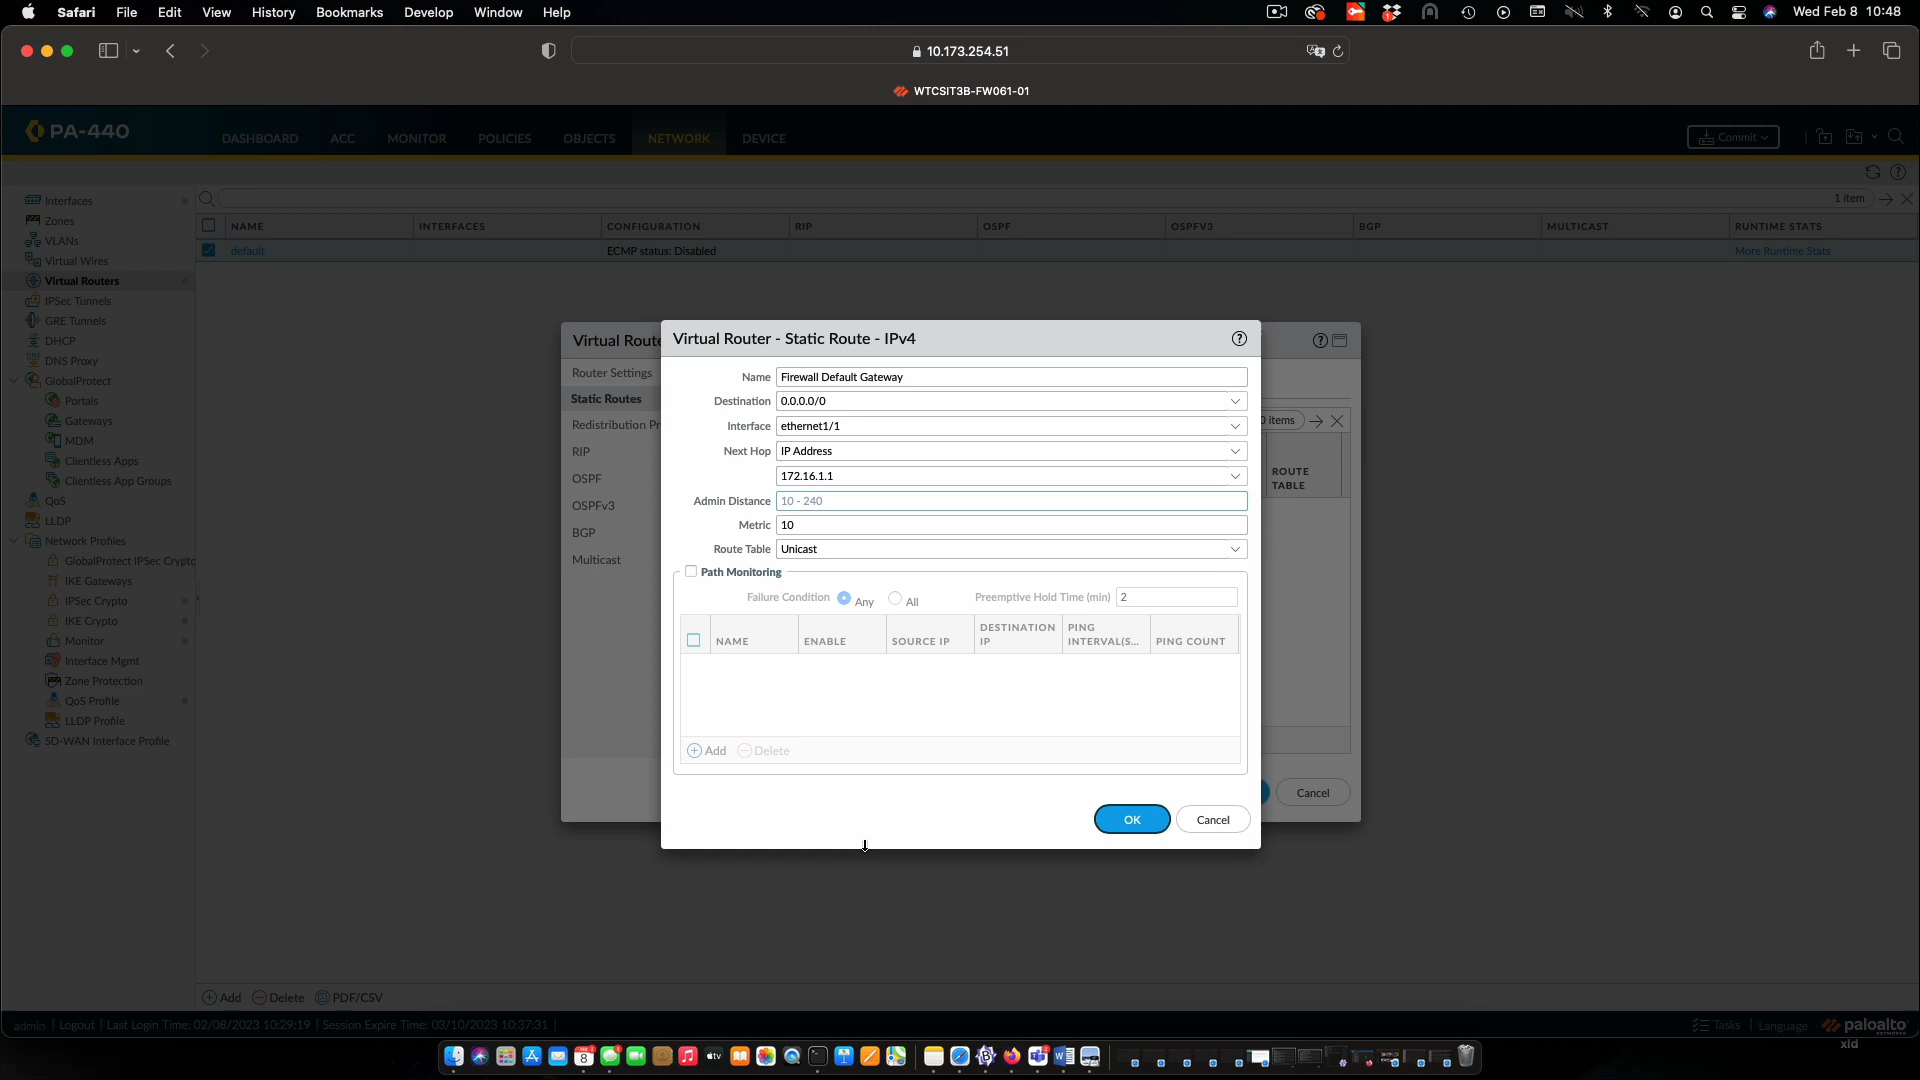 Safari File Edit View History Bookmarks Develop Window Help Wed Feb 8 10:48
10.173.254.51
WTCSIT3B-FW061-01
PA-440
DASHBOARD ACC MONITOR POLICIES OBJECTS NETWORK DEVICE Commit
1 item
Interfaces
Zones
VLANs
Virtual Wires
Virtual Routers
IPSec Tunnels
GRE Tunnels
DHCP
DNS Proxy
GlobalProtect
Portals
Gateways
MDM
Clientless Apps
Clientless App Groups
QoS
LLDP
Network Profiles
GlobalProtect IPSec Crypto
IKE Gateways
IPSec Crypto
IKE Crypto
Monitor
Interface Mgmt
Zone Protection
QoS Profile
LLDP Profile
SD-WAN Interface Profile
NAME INTERFACES CONFIGURATION RIP OSPF OSPFV3 BGP MULTICAST RUNTIME STATS
default ECMP status: Disabled More Runtime Stats
Virtual Route
Router Settings
Static Routes
Redistribution Pr
RIP
OSPF
OSPFv3
BGP
Multicast
0 items
ROUTE
TABLE
Cancel
Virtual Router - Static Route - IPv4
Name Firewall Default Gateway
Destination 0.0.0.0/0
Interface ethernet1/1
Next Hop IP Address
172.16.1.1
Admin Distance 10 - 240
Metric 10
Route Table Unicast
Path Monitoring
Failure Condition Any All Preemptive Hold Time (min) 2
NAME ENABLE SOURCE IP DESTINATION IP PING INTERVAL(S... PING COUNT
Add Delete
OK Cancel
Add Delete PDF/CSV
admin | Logout | Last Login Time: 02/08/2023 10:29:19 | Session Expire Time: 03/10/2023 10:37:31 | Tasks | Language paloalto
xld